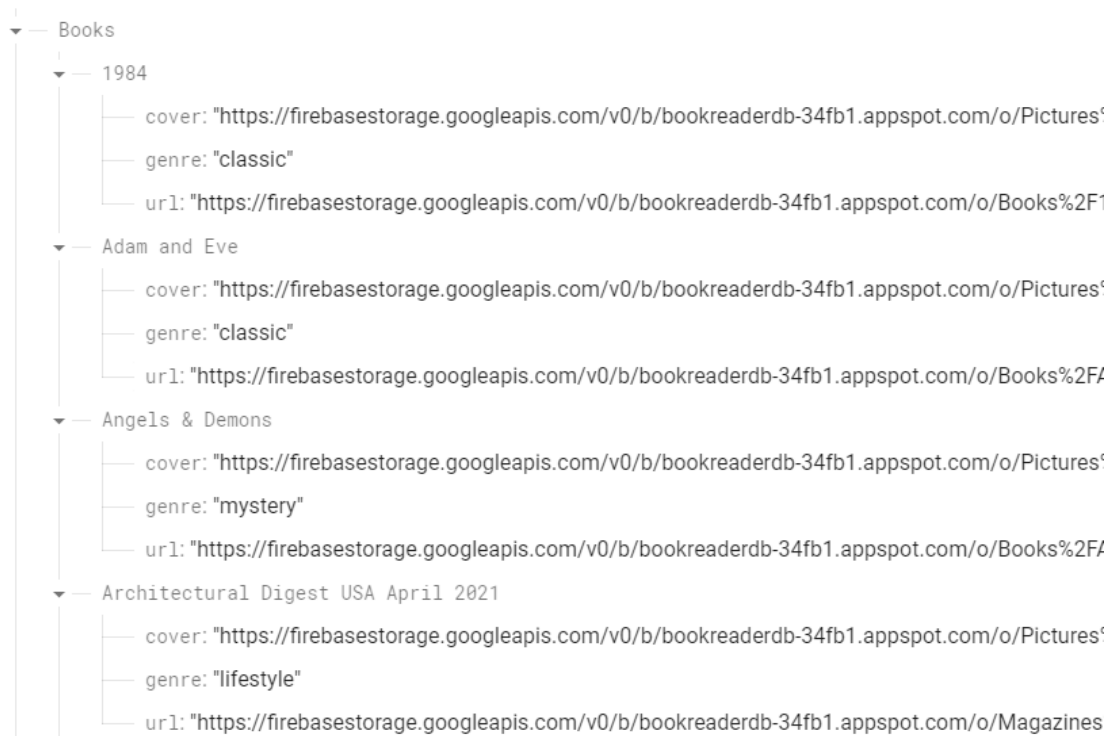 Books
1984
cover: "https://firebasestorage.googleapis.com/v0/b/bookreaderdb-34fb1.appspot.com/o/Pictures%
genre: "classic"
url: "https://firebasestorage.googleapis.com/v0/b/bookreaderdb-34fb1.appspot.com/o/Books%2F1
Adam and Eve
cover: "https://firebasestorage.googleapis.com/v0/b/bookreaderdb-34fb1.appspot.com/o/Pictures%
genre: "classic"
url: "https://firebasestorage.googleapis.com/v0/b/bookreaderdb-34fb1.appspot.com/o/Books%2FA
Angels & Demons
cover: "https://firebasestorage.googleapis.com/v0/b/bookreaderdb-34fb1.appspot.com/o/Pictures%
genre: "mystery"
url: "https://firebasestorage.googleapis.com/v0/b/bookreaderdb-34fb1.appspot.com/o/Books%2FA
Architectural Digest USA April 2021
cover: "https://firebasestorage.googleapis.com/v0/b/bookreaderdb-34fb1.appspot.com/o/Pictures%
genre: "lifestyle"
url: "https://firebasestorage.googleapis.com/v0/b/bookreaderdb-34fb1.appspot.com/o/Magazines